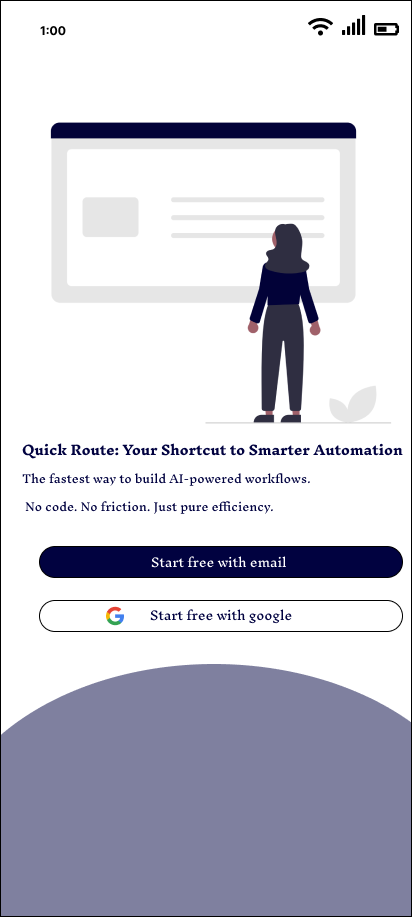 1:00
Quick Route: Your Shortcut to Smarter Automation
The fastest way to build AI-powered workflows.
No code. No friction. Just pure efficiency.
Start free with email
Start free with google